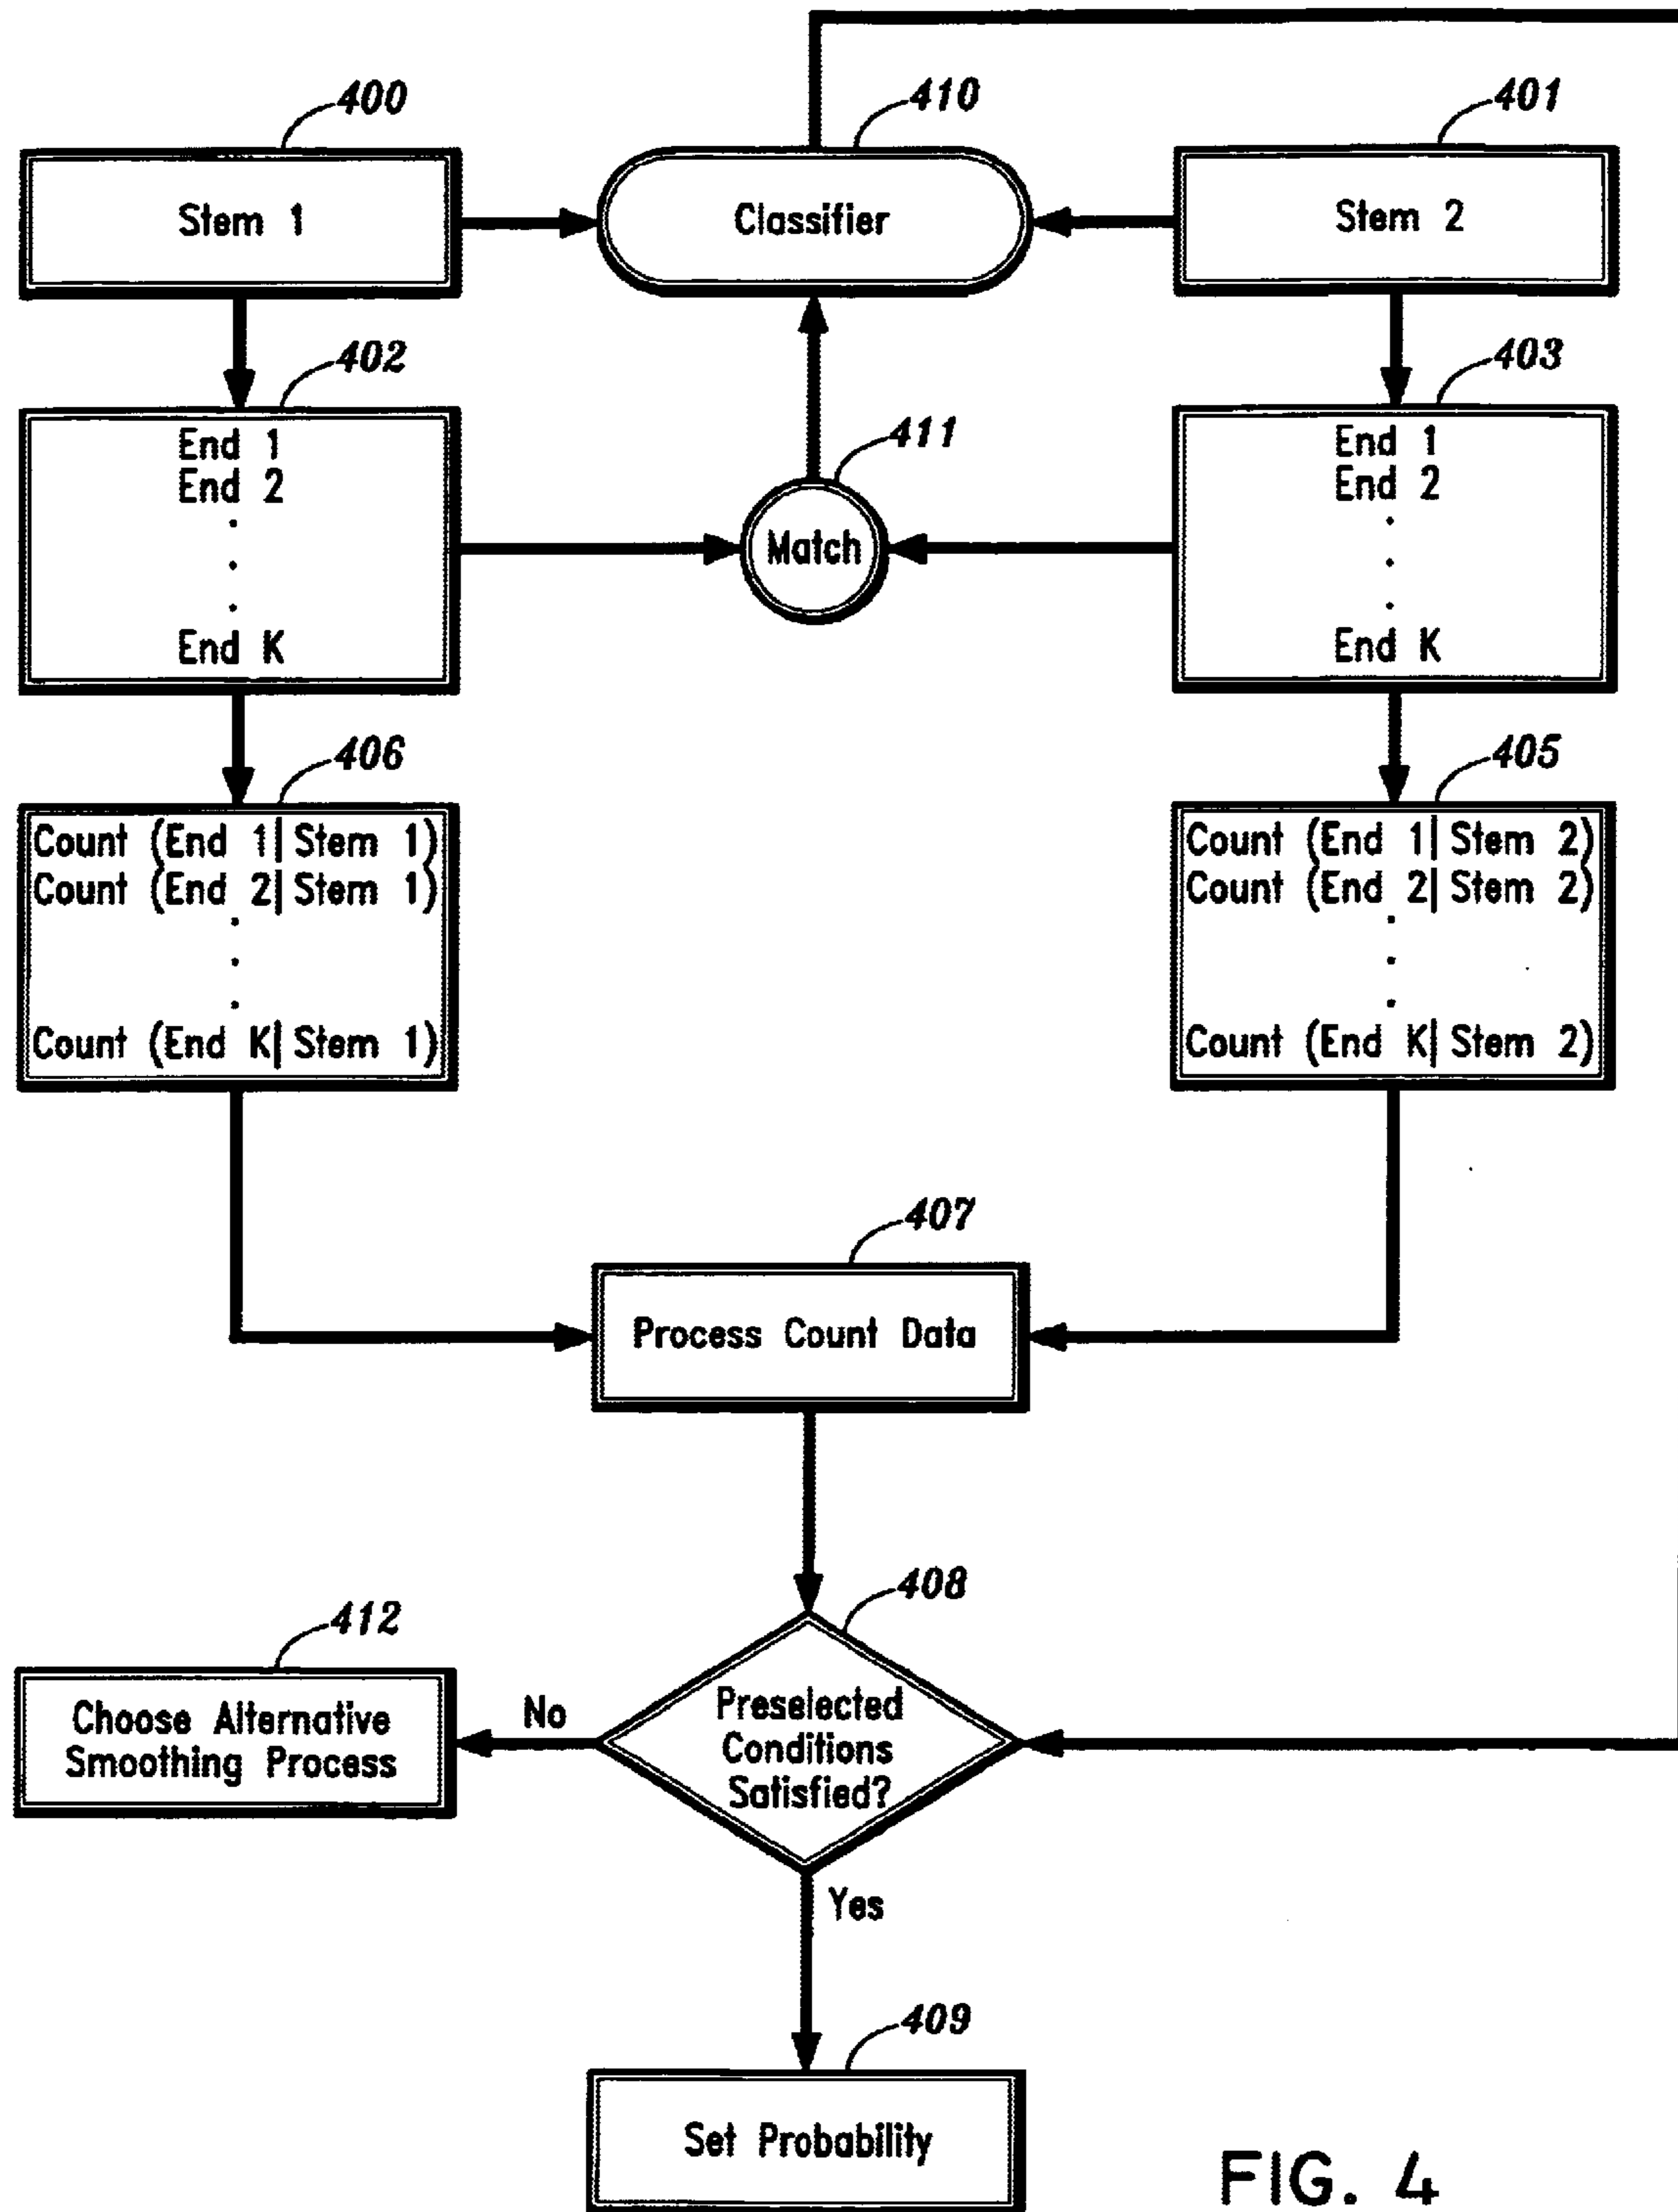 400
410
401
Stem 1
Classifier
Stem 2
402
403
411
End 1
End 2
.
.
.
End K
Match
End 1
End 2
.
.
.
End K
406
405
Count (End 1| Stem 1)
Count (End 2| Stem 1)
.
.
.
Count (End K| Stem 1)
Count (End 1| Stem 2)
Count (End 2| Stem 2)
.
.
.
Count (End K| Stem 2)
407
Process Count Data
408
412
Choose Alternative
Smoothing Process
No
Preselected
Conditions
Satisfied?
Yes
409
Set Probability
FIG. 4